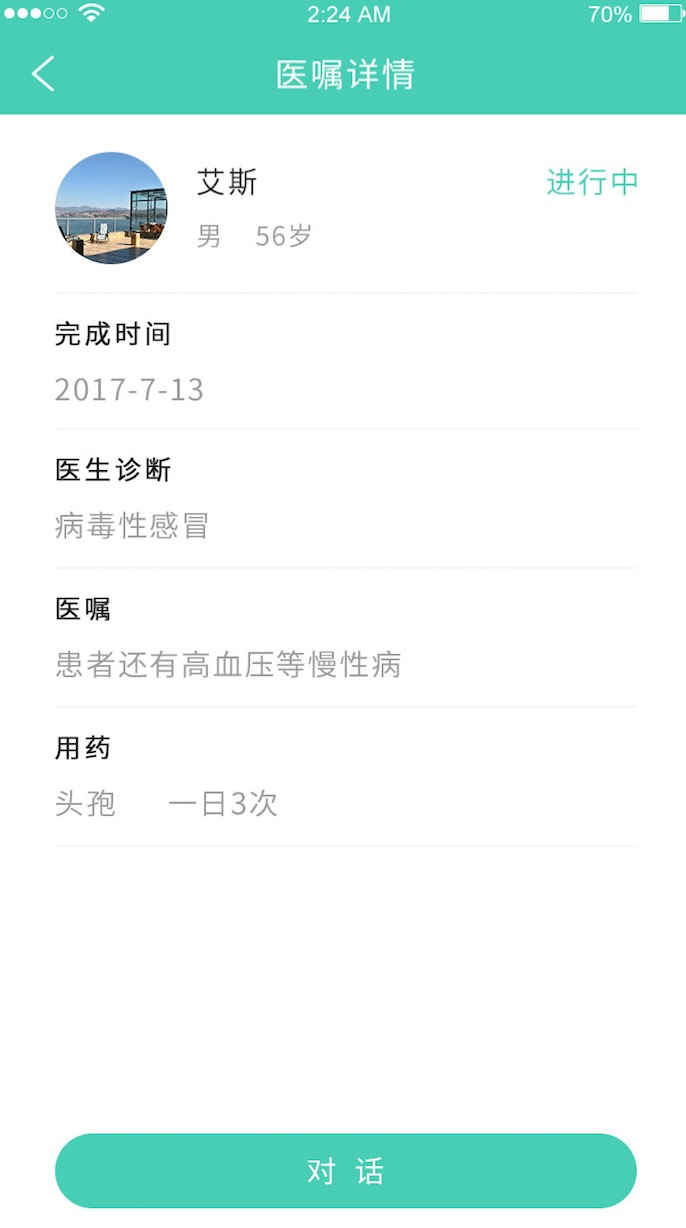 2:24 AM 70%
医嘱详情
艾斯 进行中
男 56岁
完成时间
2017-7-13
医生诊断
病毒性感冒
医嘱
患者还有高血压等慢性病
用药
头孢 一日3次
对 话